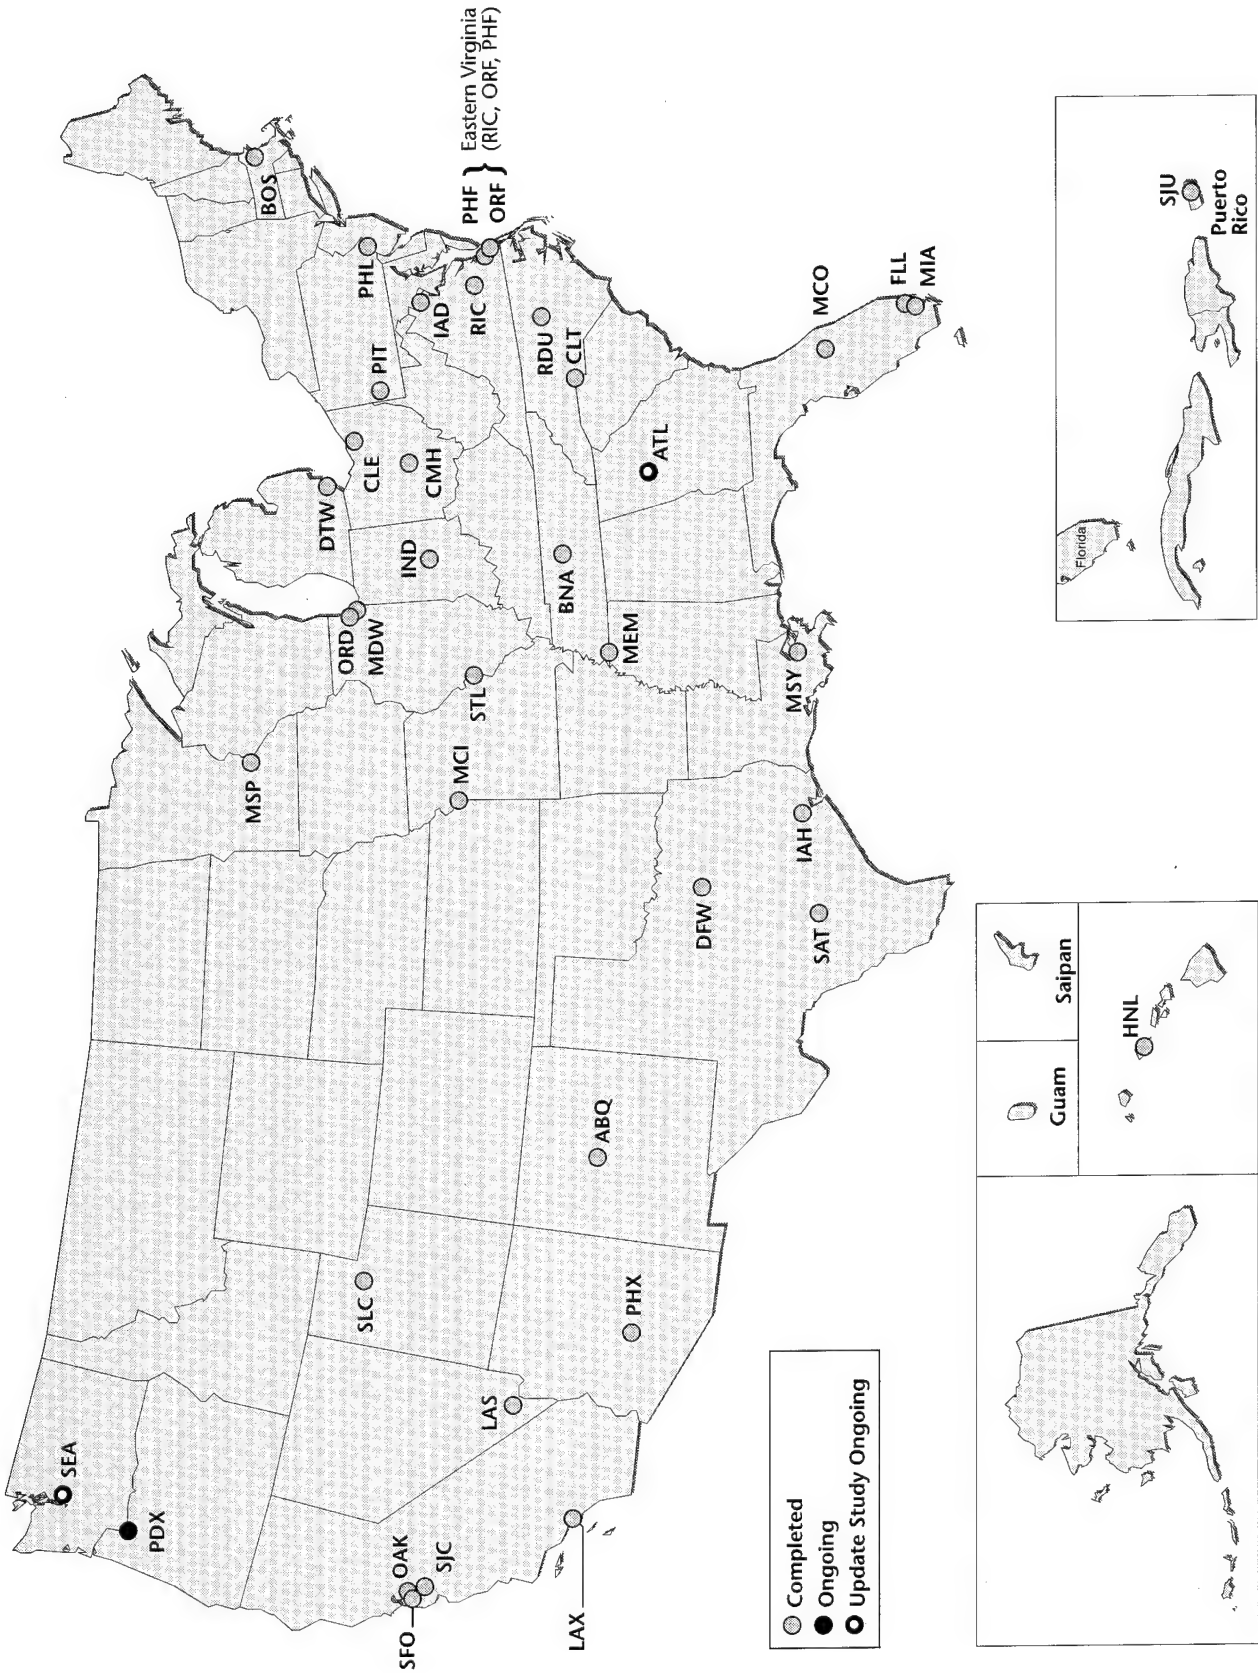 SEA
PDX
SFO
OAK
SJC
LAX
LAS
SLC
PHX
ABQ
MSP
MCI
STL
ORD
MDW
DTW
IND
CLE
CMH
PIT
PHL
BOS
IAD
RIC
PHF
ORF
}
Eastern Virginia
(RIC, ORF, PHF)
RDU
CLT
BNA
MEM
ATL
DFW
SAT
IAH
MSY
MCO
FLL
MIA
Completed
Ongoing
Update Study Ongoing
Guam
Saipan
HNL
Florida
SJU
Puerto
Rico